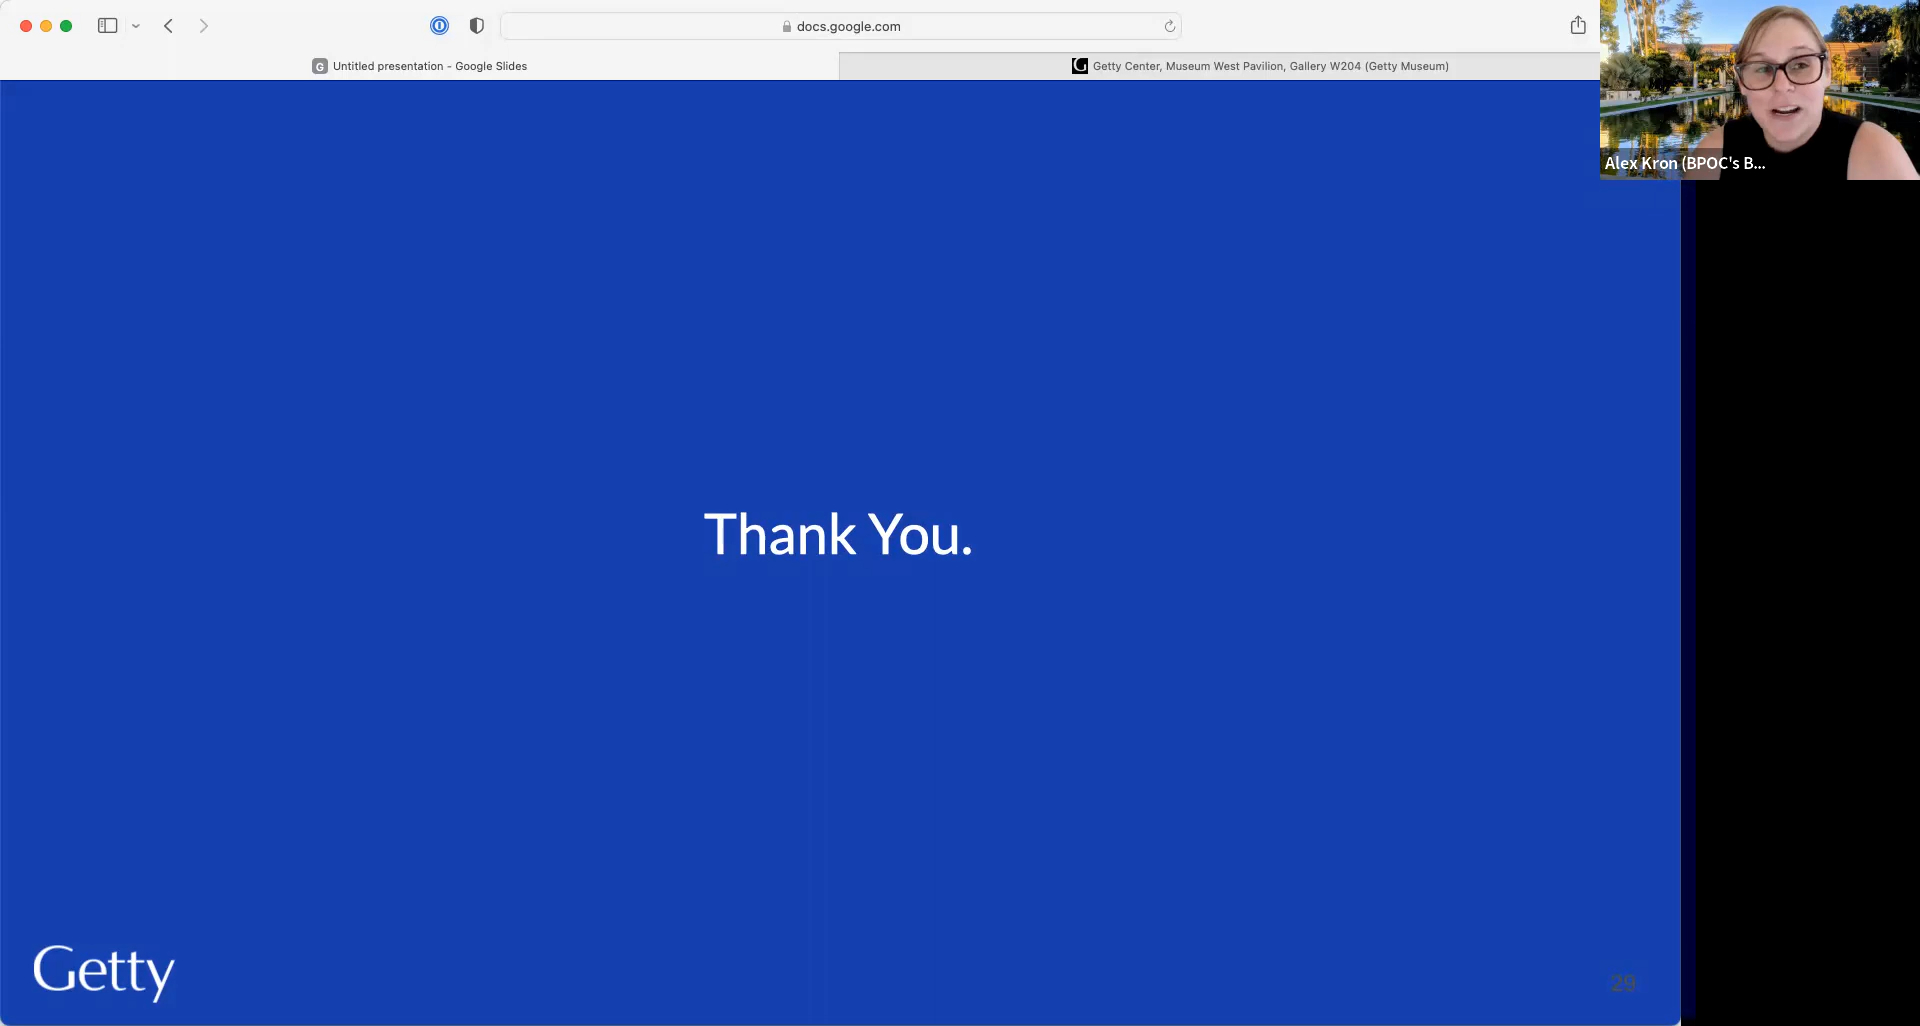 docs.google.com
Untitled presentation - Google Slides
Getty Center, Museum West Pavilion, Gallery W204 (Getty Museum)
Alex Kron (BPOC's B...
Thank You.
Getty
29